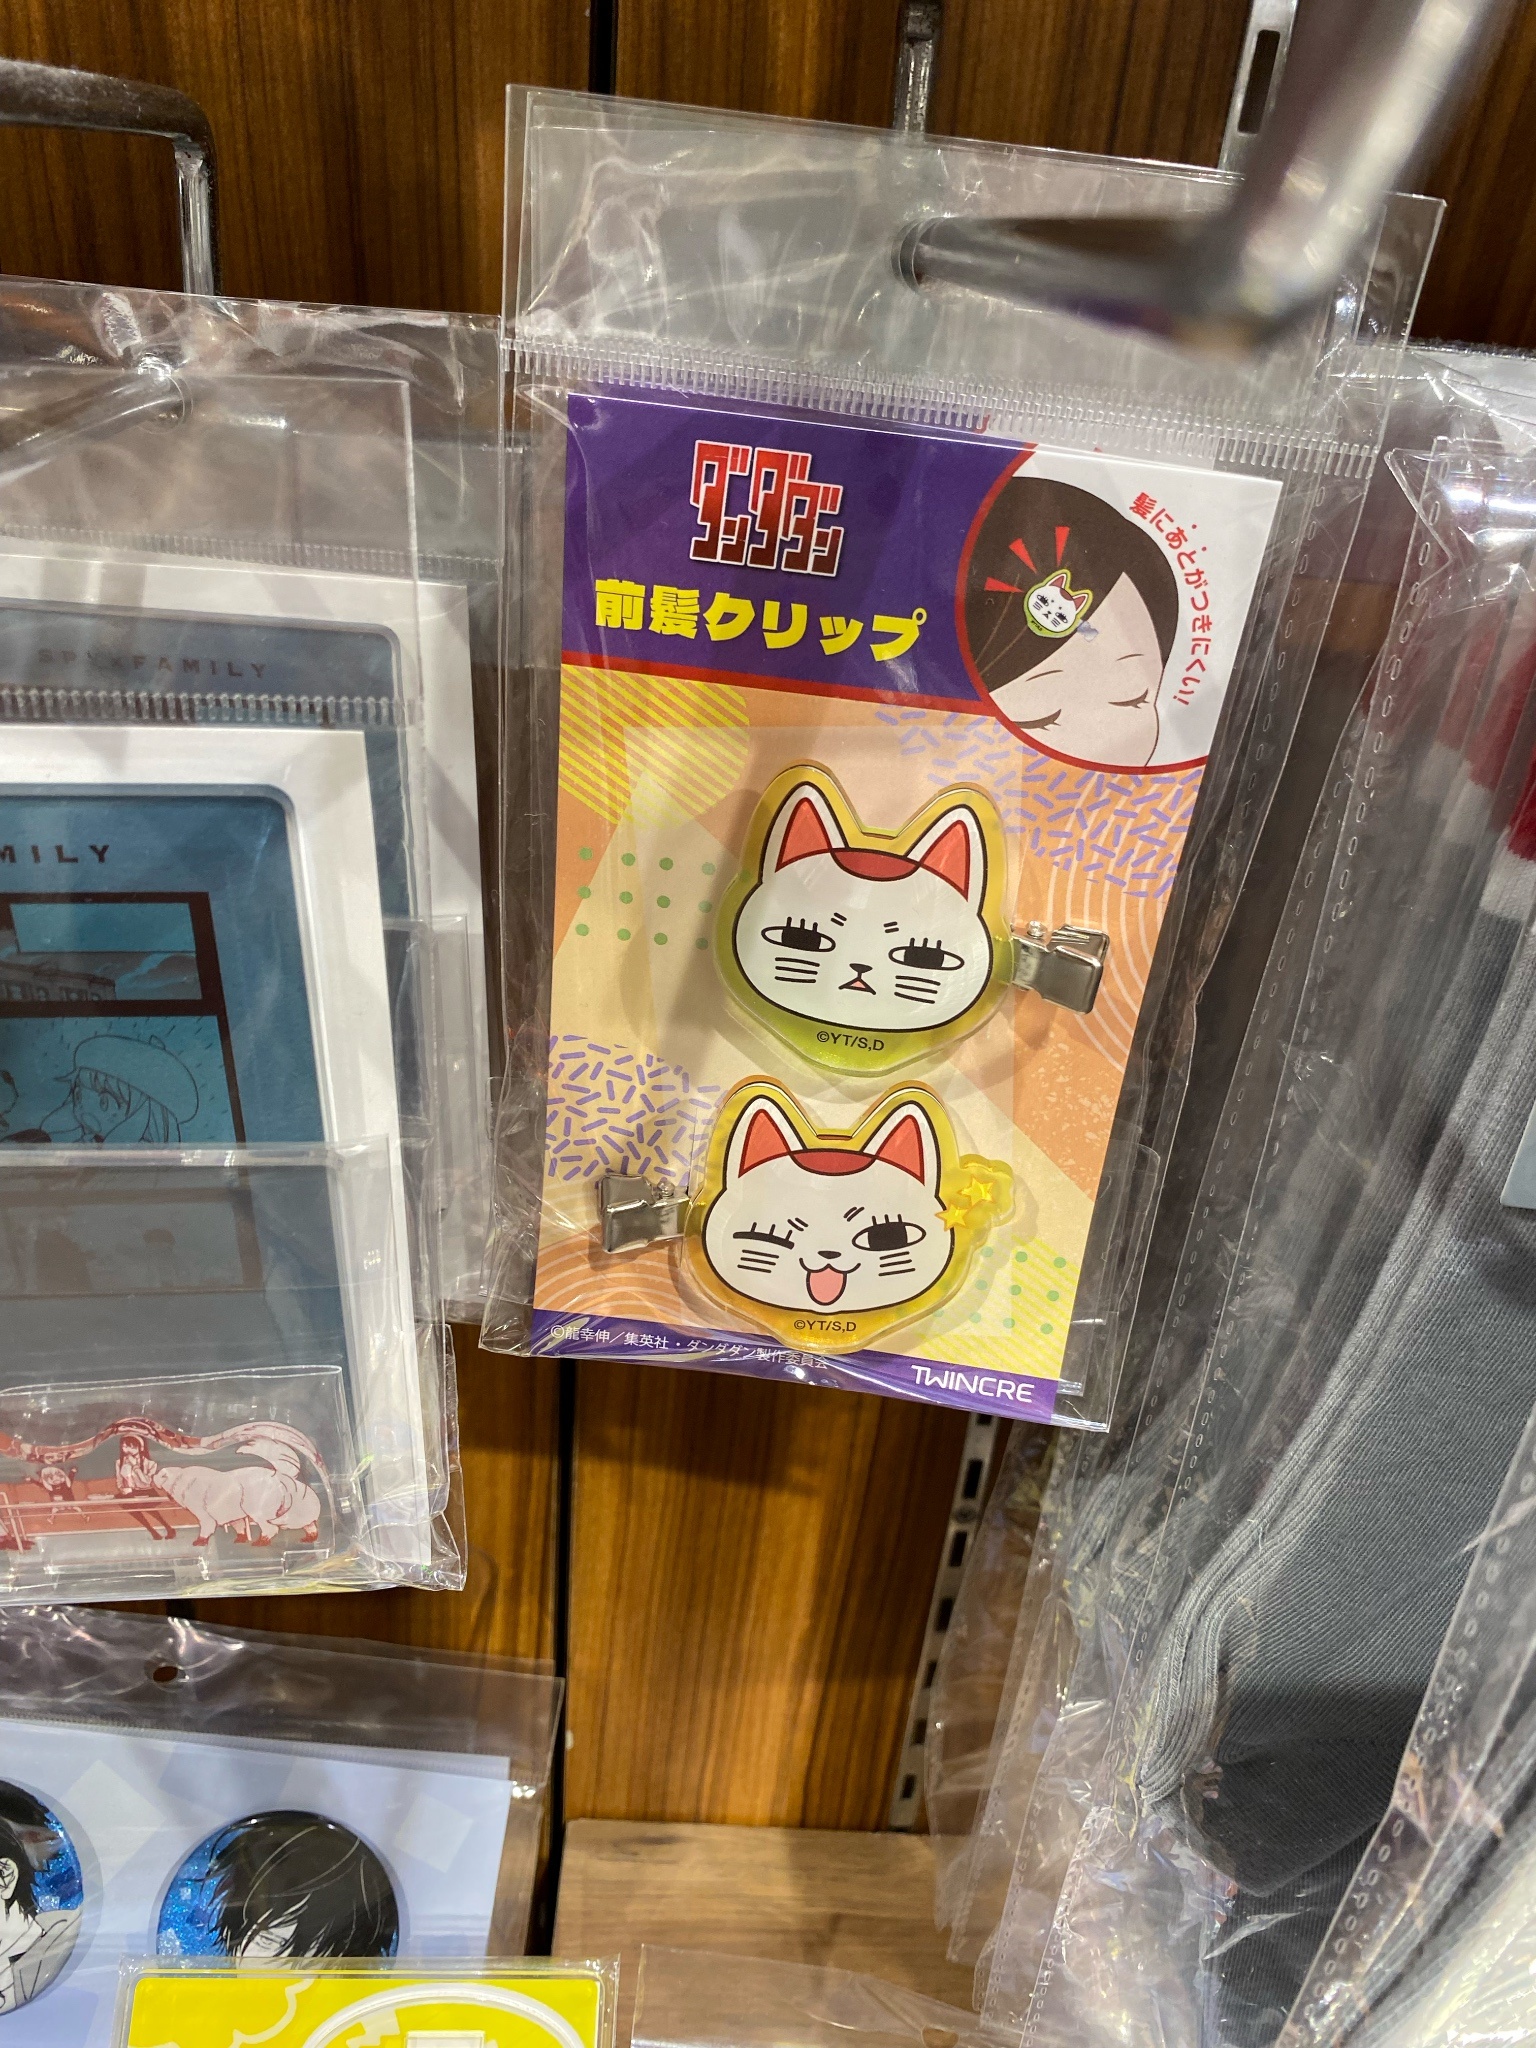 ダンダダン
前髪クリップ
髪にあとがつきにくい!
©YT/S,D
©YT/S,D
©龍幸伸/集英社・ダンダダン製作委員会
TWINCRE
SPY×FAMILY
MILY